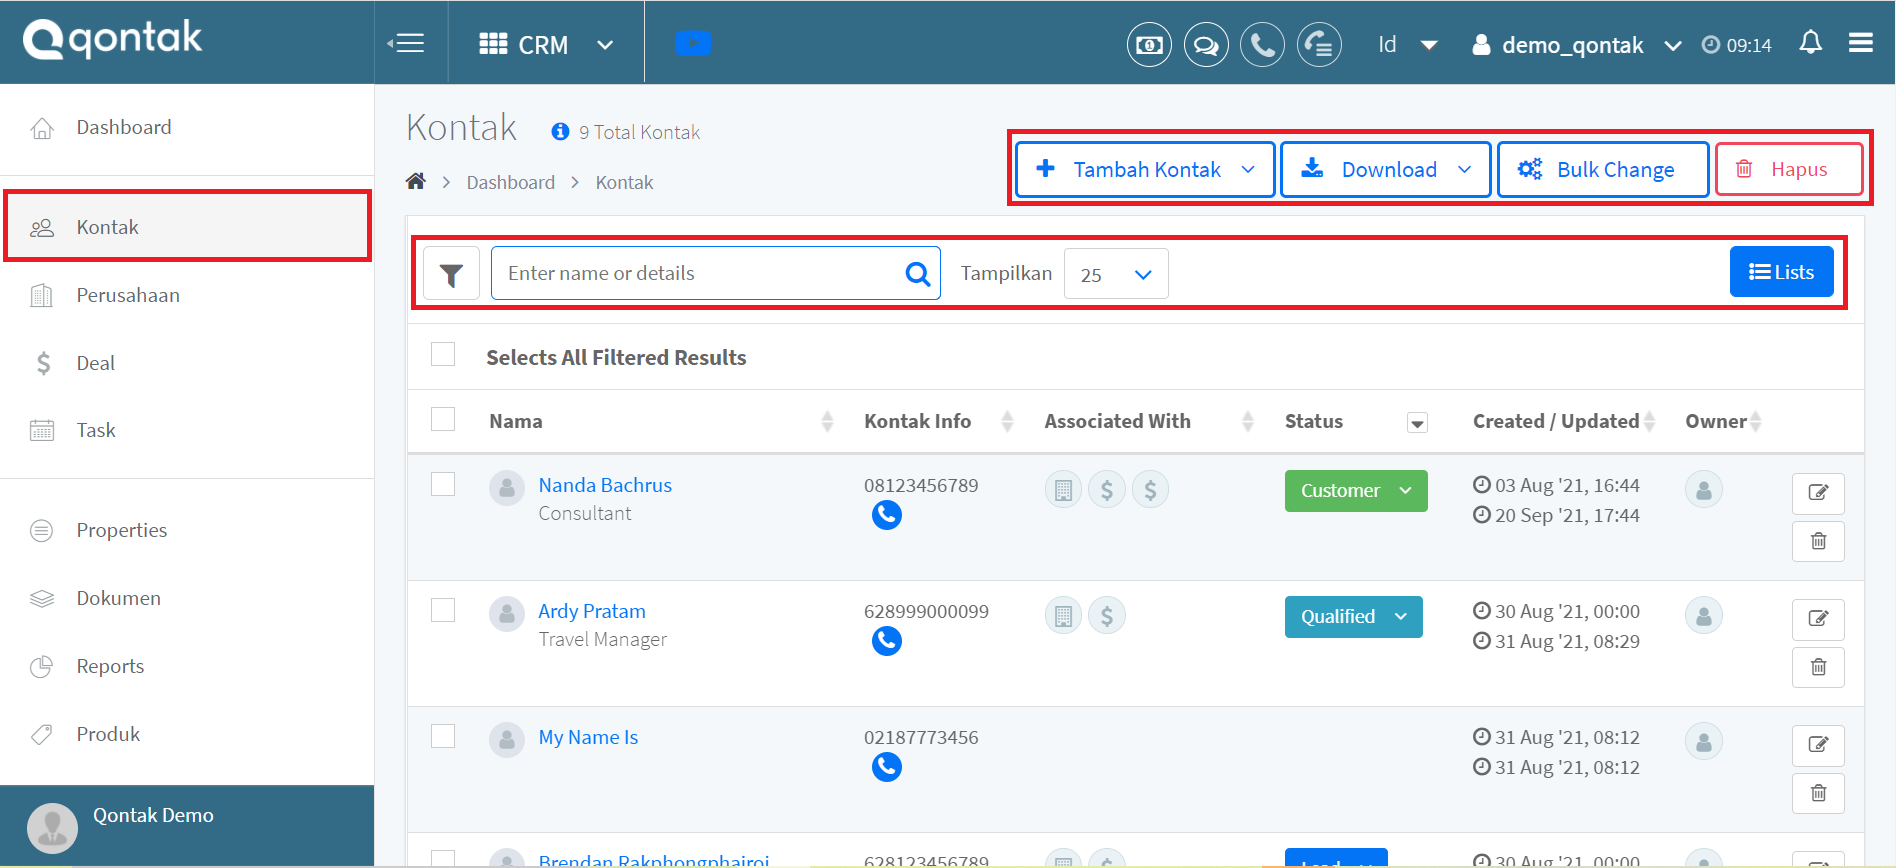 qontak
CRM
Id
demo_qontak
09:14
Dashboard
Kontak
Perusahaan
Deal
Task
Properties
Dokumen
Reports
Produk
Qontak Demo
Kontak
9 Total Kontak
Dashboard
Kontak
Tambah Kontak
Download
Bulk Change
Hapus
Enter name or details
Tampilkan
25
Lists
Selects All Filtered Results
Nama
Kontak Info
Associated With
Status
Created / Updated
Owner
Nanda Bachrus
Consultant
08123456789
Customer
03 Aug '21, 16:44
20 Sep '21, 17:44
Ardy Pratam
Travel Manager
628999000099
Qualified
30 Aug '21, 00:00
31 Aug '21, 08:29
My Name Is
02187773456
31 Aug '21, 08:12
31 Aug '21, 08:12
Brendan Rakphongphairoj
628123456789
Lead
30 Aug '21, 00:00